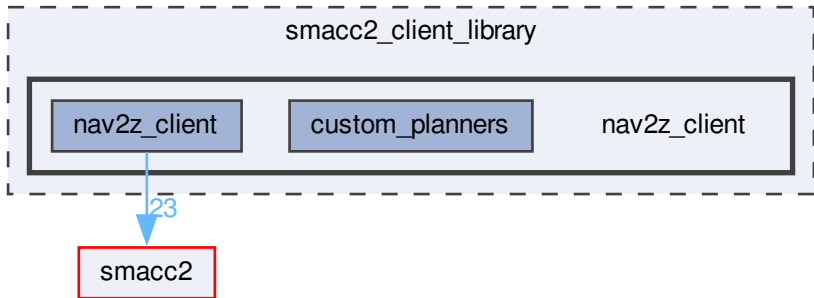 smacc2_client_library
nav2z_client
custom_planners
nav2z_client
23
smacc2